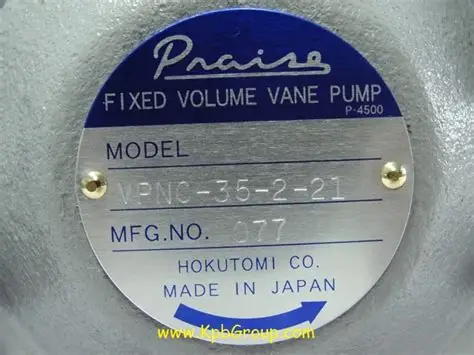 Praise
FIXED VOLUME VANE PUMP
P-4500
MODEL
VPNC-35-2-21
MFG.NO. 077
HOKUTOMI CO.
MADE IN JAPAN
www.KpbGroup.com